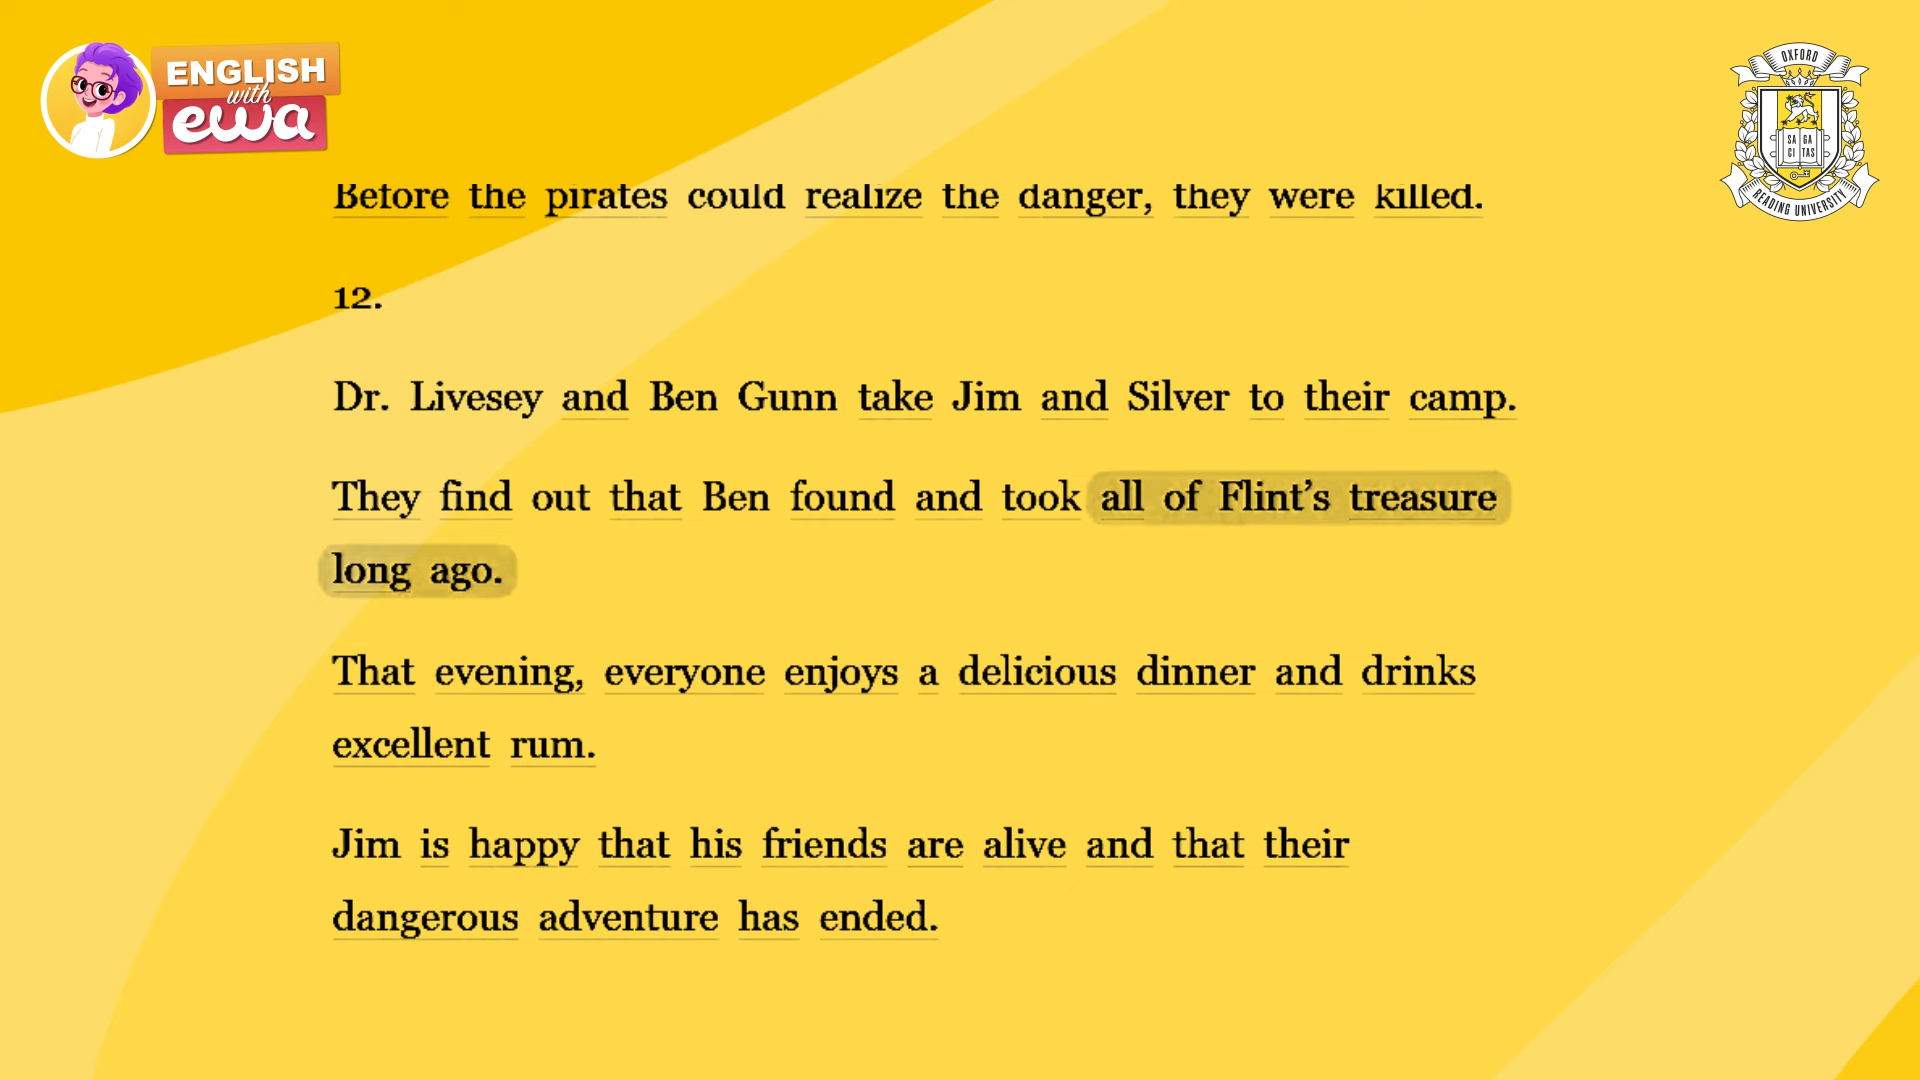 ENGLISH
with
ewa
OXFORD
SA GA
CI TAS
READING UNIVERSITY
Before the pirates could realize the danger, they were killed.
12.
Dr. Livesey and Ben Gunn take Jim and Silver to their camp.
They find out that Ben found and took all of Flint’s treasure
long ago.
That evening, everyone enjoys a delicious dinner and drinks
excellent rum.
Jim is happy that his friends are alive and that their
dangerous adventure has ended.